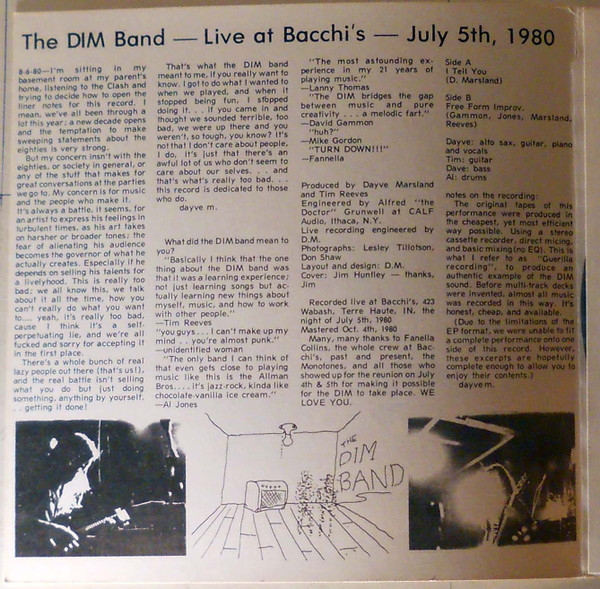 The DIM Band — Live at Bacchi's — July 5th, 1980
8-6-80—I'm sitting in my
basement room at my parent's
home, listening to the Clash and
trying to decide how to open the
liner notes for this record. I
mean, we've all been through a
lot this year: a new decade opens
and the temptation to make
sweeping statements about the
eighties is very strong.
But my concern insn't with the
eighties, or society in general, or
any of the stuff that makes for
great conversations at the parties
we go to. My concern is for music
and the people who make it.
It's always a battle, it seems, for
an artist to express his feelings in
turbulent times, as his art takes
on harsher or broader tones; the
fear of alienating his audience
becomes the governor of what he
actually creates. Especially if he
depends on selling his talents for
a livelyhood. This is really too
bad; we all know this, we talk
about it all the time, how you
can't really do what you want
to.... yeah, it's really too bad,
cause I think it's a self-
perpetuating lie, and we're all
fucked and sorry for accepting it
in the first place.
There's a whole bunch of real
lazy people out there (that's us!),
and the real battle isn't selling
what you do but just doing
something, anything by yourself.
. . getting it done!
That's what the DIM band
meant to me, if you really want to
know. I got to do what I wanted to
when we played, and when it
stopped being fun, I stopped
doing it. . . if you came in and
thought we sounded terrible, too
bad, we were up there and you
weren't, so tough, you know? It's
not that I don't care about people,
I do, it's just that there's an
awful lot of us who don't seem to
care about our selves. . . and
that's what's really too bad. . .
this record is dedicated to those
who do.
dayve m.
What did the DIM band mean to
you?
"Basically I think that the one
thing about the DIM band was
that it was a learning experience;
not just learning songs but ac-
tually learning new things about
myself, music, and how to work
with other people."
—Tim Reeves
"you guys . . . I can't make up my
mind . . you're almost punk."
—unidentified woman
"The only band I can think of
that even gets close to playing
music like this is the Allman
Bros.... it's jazz-rock, kinda like
chocolate-vanilla ice cream."
—Al Jones
"The most astounding ex-
perience in my 21 years of
playing music."
—Lanny Thomas
"The DIM bridges the gap
between music and pure
creativity . . . a melodic fart."
—David Gammon
"huh?"
—Mike Gordon
"TURN DOWN!!!"
—Fannella
Produced by Dayve Marsland
and Tim Reeves
Engineered by Alfred "the
Doctor" Grunwell at CALF
Audio, Ithaca, N.Y.
Live recording engineered by
D.M.
Photographs: Lesley Tillotson,
Don Shaw
Layout and design: D.M.
Cover: Jim Huntley — thanks,
Jim
Recorded live at Bacchi's, 423
Wabash, Terre Haute, IN, the
night of July 5th, 1980
Mastered Oct. 4th, 1980
Many, many thanks to Fanella
Collins, the whole crew at Bac-
chi's, past and present, the
Monotones, and all those who
showed up for the reunion on July
4th & 5th for making it possible
for the DIM to take place. WE
LOVE YOU.
Side A
I Tell You
(D. Marsland)
Side B
Free Form Improv.
(Gammon, Jones, Marsland,
Reeves)
Dayve: alto sax, guitar, piano
and vocals
Tim: guitar
Dave: bass
Al: drums
notes on the recording:
The original tapes of this
performance were produced in
the cheapest, yet most efficient
way possible. Using a stereo
cassette recorder, direct micing,
and basic mixing (no EQ). This is
what I refer to as "Guerilla
recording", to produce an
authentic example of the DIM
sound. Before multi-track decks
were invented, almost all music
was recorded in this way. It's
honest, cheap, and available.
(Due to the limitations of the
EP format, we were unable to fit
a complete performance onto one
side of this record. However,
these excerpts are hopefully
complete enough to allow you to
enjoy their contents.)
dayve m.
THE
DIM
BAND